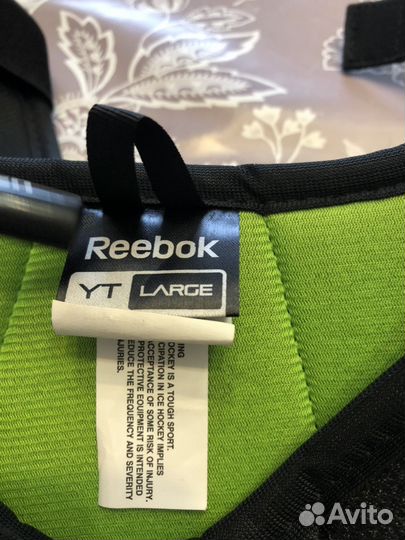 Reebok
YT LARGE
ING
OCKEY IS A TOUGH SPORT.
CIPATION IN ICE HOCKEY IMPLIES
ACCEPTANCE OF SOME RISK OF INJURY.
PROTECTIVE EQUIPMENT IS INTENDED
EDUCE THE FREQUENCY AND SEVERITY
NJURIES.
Avito